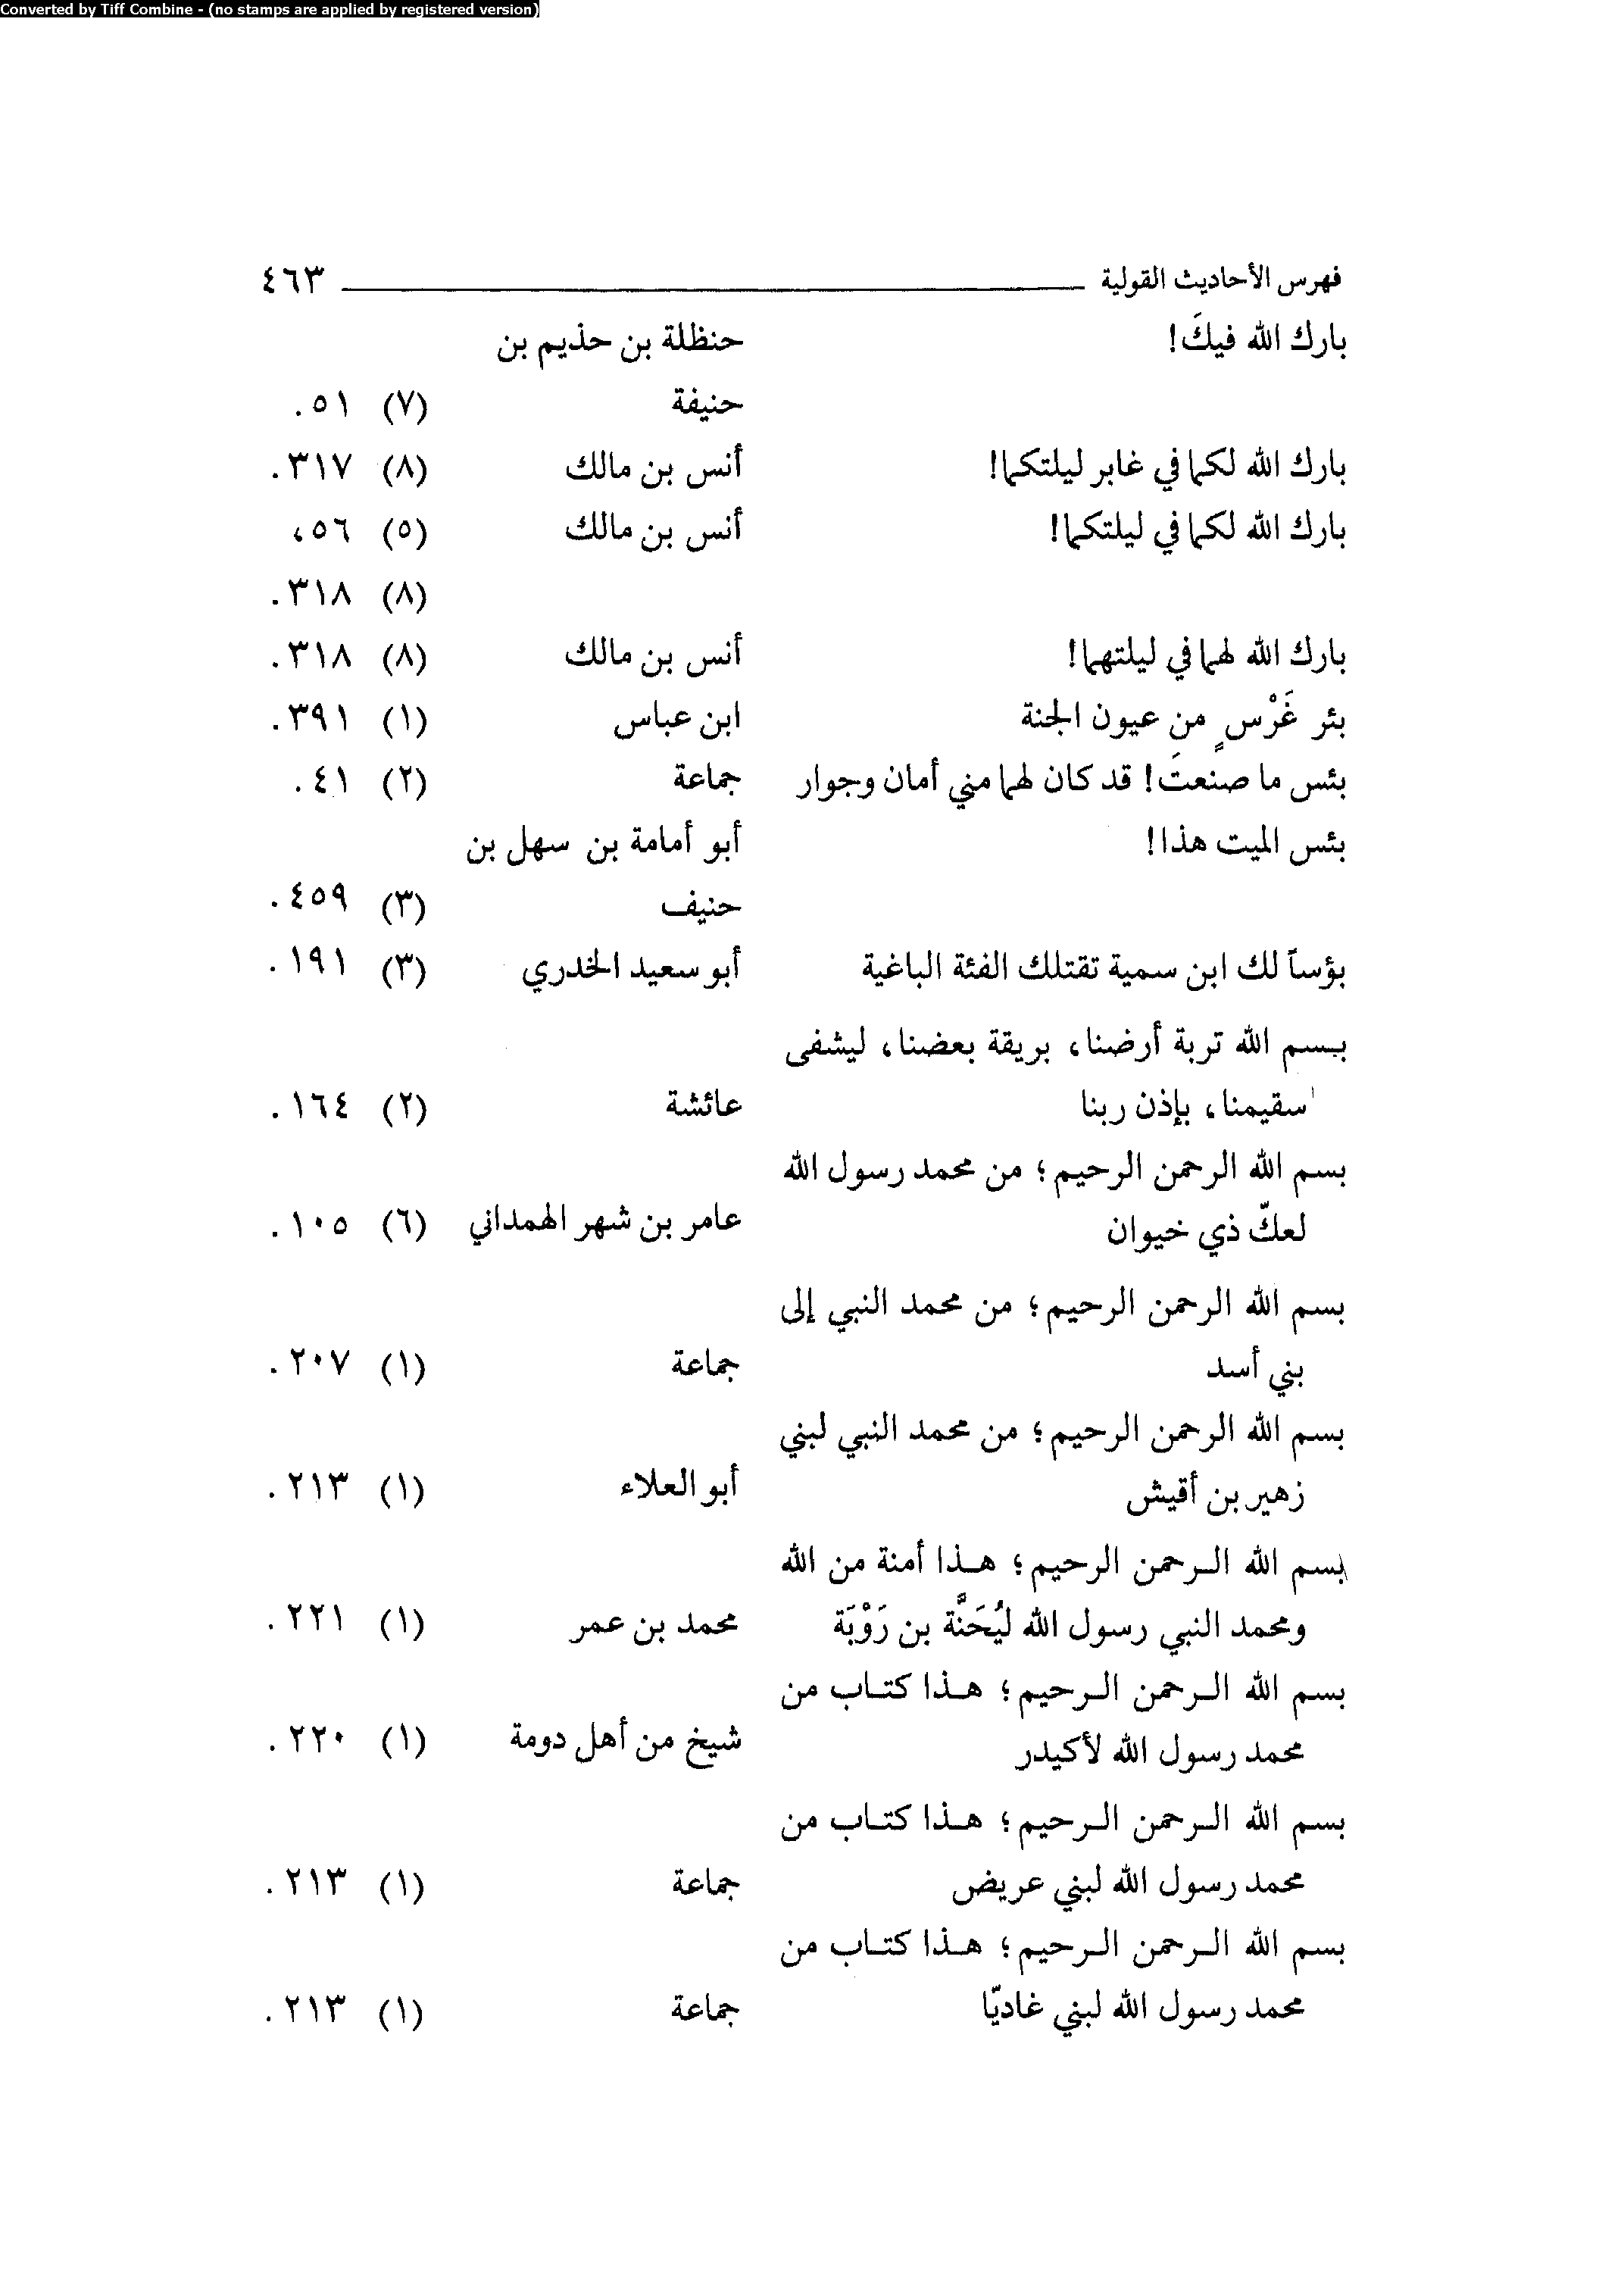 Converted by Tiff Combine - (no stamps are applied by registered version)
فهرس الأحاديث القولية ٤٦٣
بارك الله فيكَ! حنظلة بن حذيم بن
حنيفة (٧) ٥١.
بارك الله لكما في غابر ليلتكما! أنس بن مالك (٨) ٣١٧.
بارك الله لكما في ليلتكما! أنس بن مالك (٥) ٥٦،
(٨) ٣١٨.
بارك الله لهما في ليلتهما! أنس بن مالك (٨) ٣١٨.
بئر غَرْسٍ من عيون الجنة ابن عباس (١) ٣٩١.
بئس ما صنعتَ! قد كان لهما مني أمان وجوار جماعة (٢) ٤١.
بئس الميت هذا! أبو أمامة بن سهل بن
حنيف (٣) ٤٥٩.
بؤساً لك ابن سمية تقتلك الفئة الباغية أبو سعيد الخدري (٣) ١٩١.
بسم الله تربة أرضنا، بريقة بعضنا، ليشفى
سقيمنا، بإذن ربنا عائشة (٢) ١٦٤.
بسم الله الرحمن الرحيم؛ من محمد رسول الله
لعكّ ذي خيوان عامر بن شهر الهمداني (٦) ١٠٥.
بسم الله الرحمن الرحيم؛ من محمد النبي إلى
بني أسد جماعة (١) ٢٠٧.
بسم الله الرحمن الرحيم؛ من محمد النبي لبني
زهير بن أقيش أبو العلاء (١) ٢١٣.
بسم الله الرحمن الرحيم؛ هذا أمنة من الله
ومحمد النبي رسول الله ليُحَنَّة بن رَوْبَة محمد بن عمر (١) ٢٢١.
بسم الله الرحمن الرحيم؛ هذا كتاب من
محمد رسول الله لأكيدر شيخ من أهل دومة (١) ٢٢٠.
بسم الله الرحمن الرحيم؛ هذا كتاب من
محمد رسول الله لبني عريض جماعة (١) ٢١٣.
بسم الله الرحمن الرحيم؛ هذا كتاب من
محمد رسول الله لبني غاديّا جماعة (١) ٢١٣.